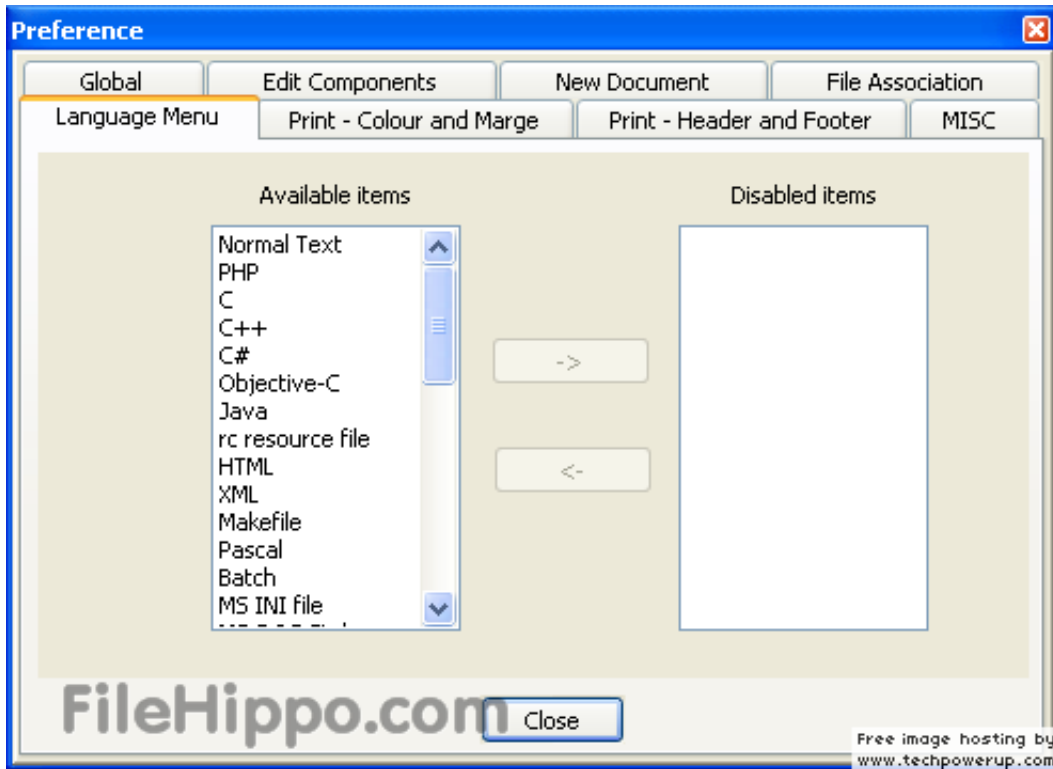 Preference
Global Edit Components New Document File Association
Language Menu Print - Colour and Marge Print - Header and Footer MISC
Available items Disabled items
Normal Text
PHP
C
C++
C#
Objective-C
Java
rc resource file
HTML
XML
Makefile
Pascal
Batch
MS INI file
->
<-
FileHippo.com
Close
Free image hosting by
www.techpowerup.com